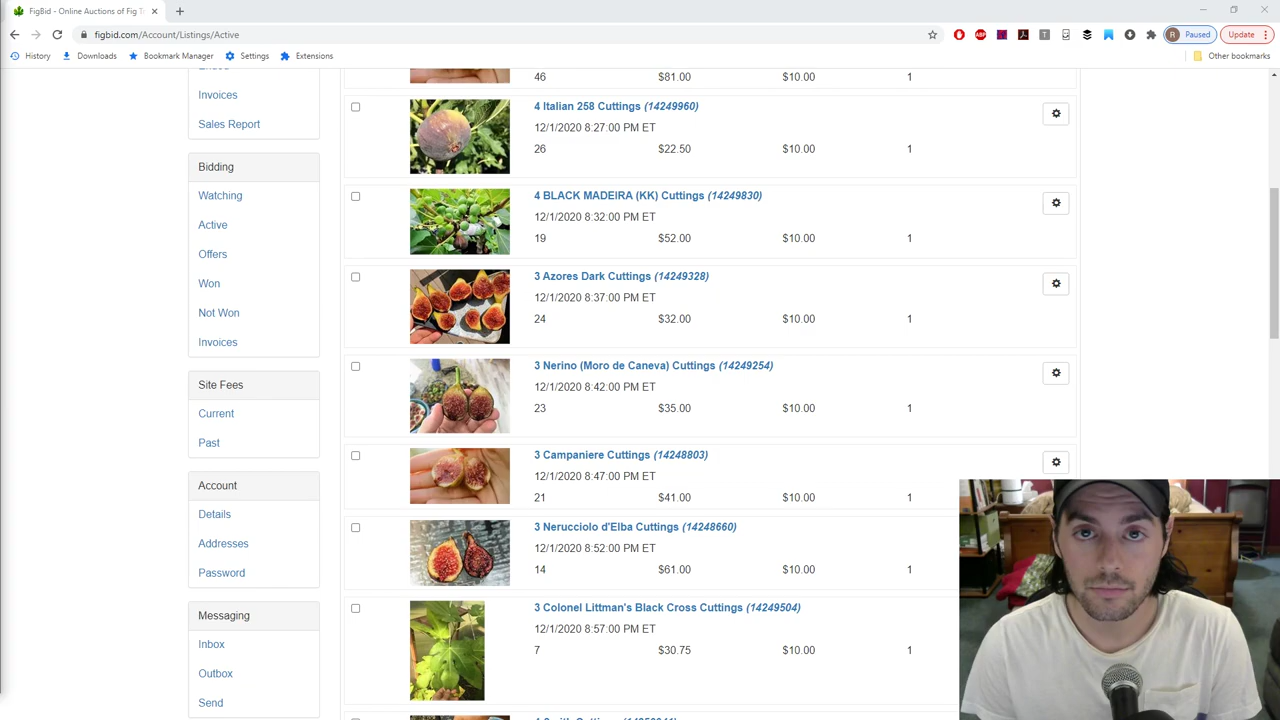 FigBid - Online Auctions of Fig T
figbid.com/Account/Listings/Active
R Paused
Update
History Downloads Bookmark Manager Settings Extensions Other bookmarks
Invoices
Sales Report
Bidding
Watching
Active
Offers
Won
Not Won
Invoices
Site Fees
Current
Past
Account
Details
Addresses
Password
Messaging
Inbox
Outbox
Send
46 $81.00 $10.00 1
4 Italian 258 Cuttings (14249960)
12/1/2020 8:27:00 PM ET
26 $22.50 $10.00 1
4 BLACK MADEIRA (KK) Cuttings (14249830)
12/1/2020 8:32:00 PM ET
19 $52.00 $10.00 1
3 Azores Dark Cuttings (14249328)
12/1/2020 8:37:00 PM ET
24 $32.00 $10.00 1
3 Nerino (Moro de Caneva) Cuttings (14249254)
12/1/2020 8:42:00 PM ET
23 $35.00 $10.00 1
3 Campaniere Cuttings (14248803)
12/1/2020 8:47:00 PM ET
21 $41.00 $10.00 1
3 Nerucciolo d'Elba Cuttings (14248660)
12/1/2020 8:52:00 PM ET
14 $61.00 $10.00 1
3 Colonel Littman's Black Cross Cuttings (14249504)
12/1/2020 8:57:00 PM ET
7 $30.75 $10.00 1